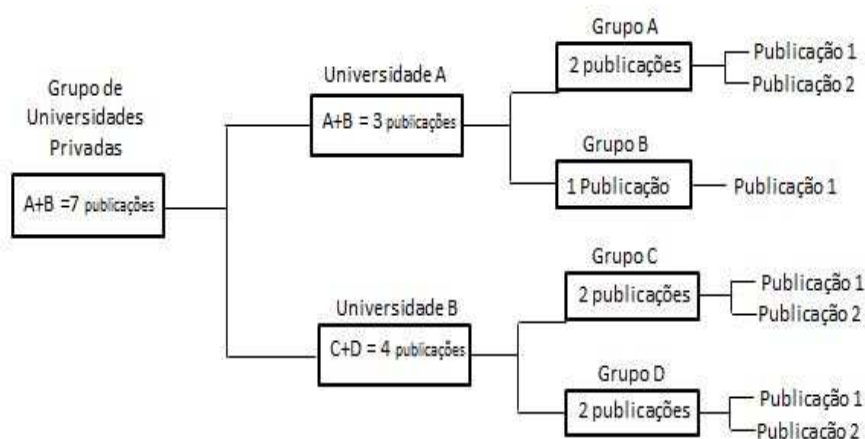 Grupo de
Universidades
Privadas
A+B =7 publicações
Universidade A
A+B = 3 publicações
Grupo A
2 publicações
Publicação 1
Publicação 2
Grupo B
1 Publicação
Publicação 1
Universidade B
C+D = 4 publicações
Grupo C
2 publicações
Publicação 1
Publicação 2
Grupo D
2 publicações
Publicação 1
Publicação 2